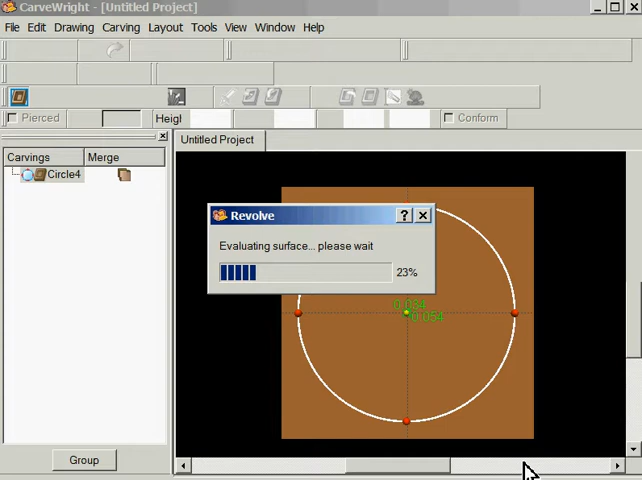 CarveWright - [Untitled Project]
File Edit Drawing Carving Layout Tools View Window Help
Pierced Heigl Conform
Carvings Merge
Untitled Project
Circle4
Revolve
Evaluating surface... please wait
23%
0.034
0.054
Group